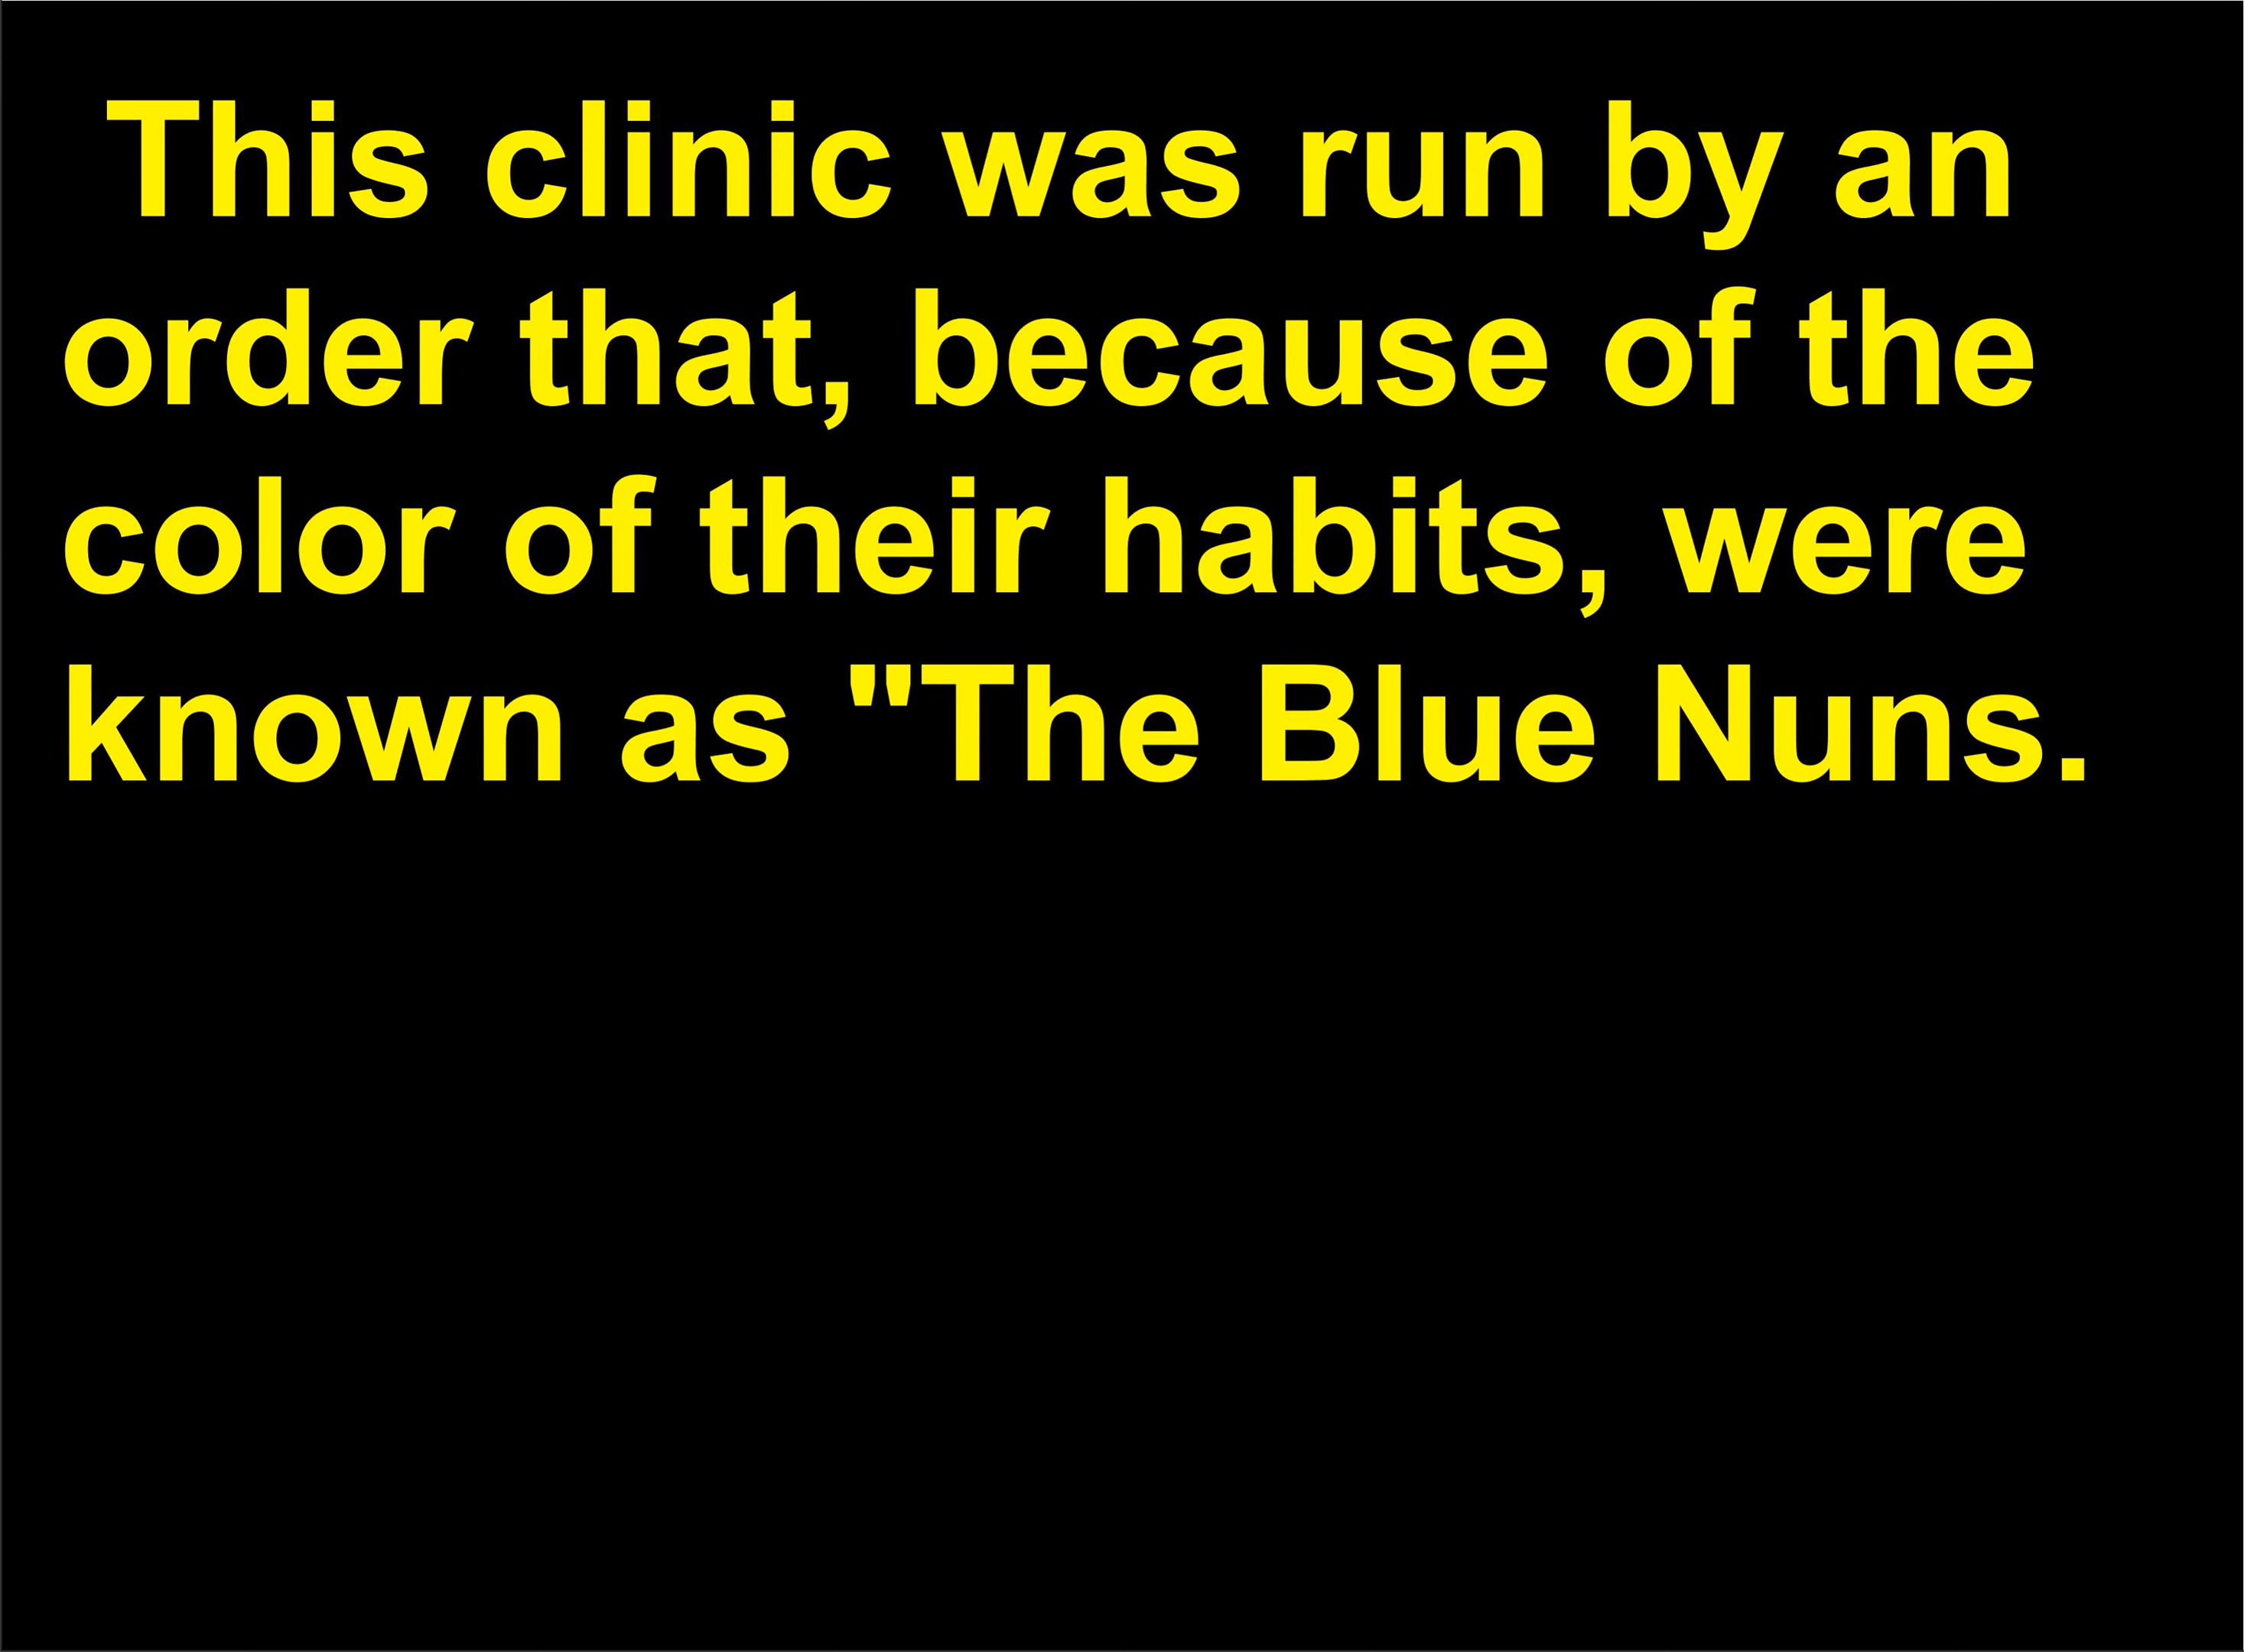 This clinic was run by an
order that, because of the
color of their habits, were
known as "The Blue Nuns.